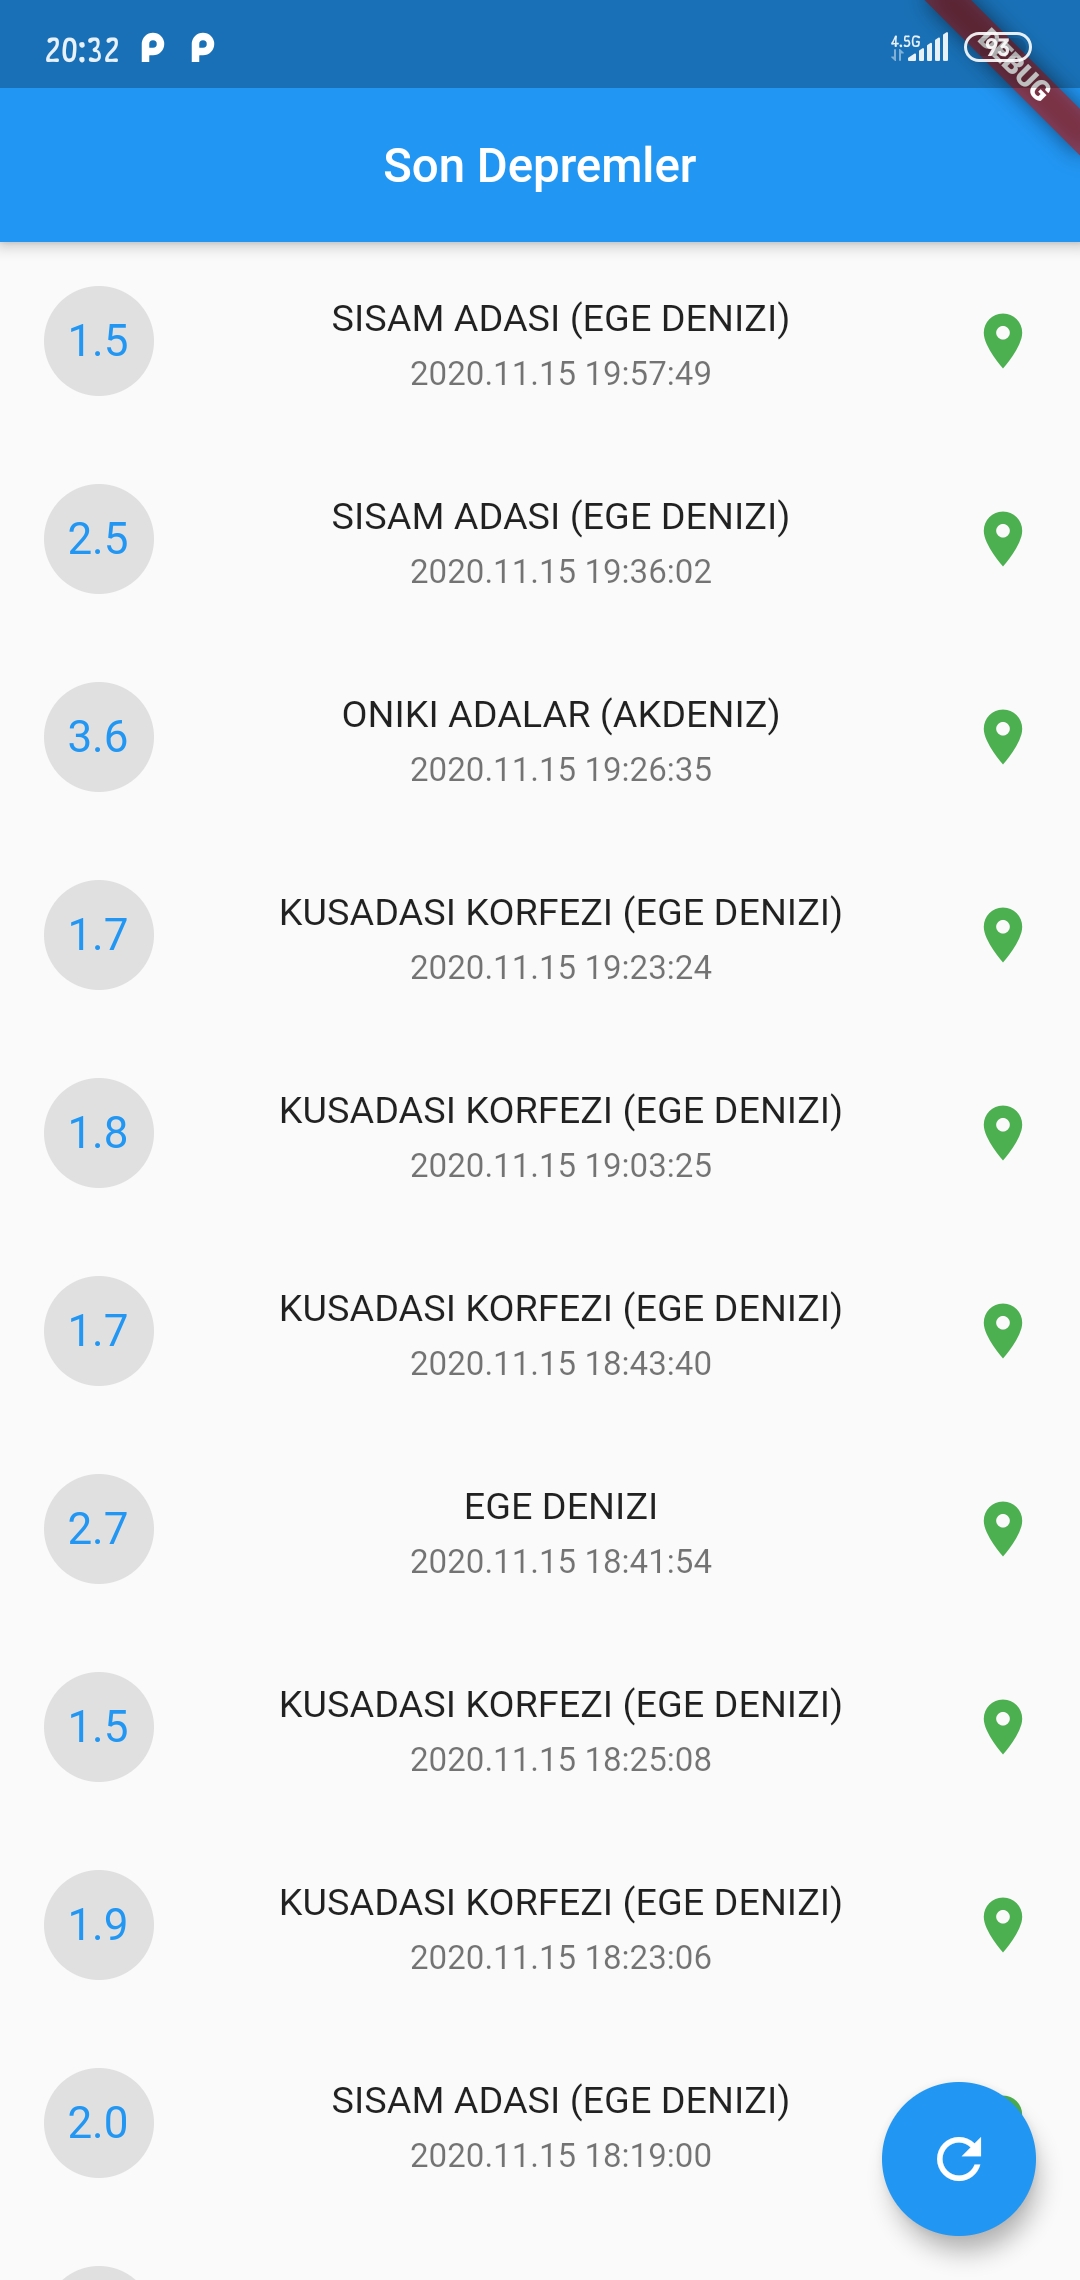 20:32
4.5G
93
DEBUG
Son Depremler
1.5
SISAM ADASI (EGE DENIZI)
2020.11.15 19:57:49
2.5
SISAM ADASI (EGE DENIZI)
2020.11.15 19:36:02
3.6
ONIKI ADALAR (AKDENIZ)
2020.11.15 19:26:35
1.7
KUSADASI KORFEZI (EGE DENIZI)
2020.11.15 19:23:24
1.8
KUSADASI KORFEZI (EGE DENIZI)
2020.11.15 19:03:25
1.7
KUSADASI KORFEZI (EGE DENIZI)
2020.11.15 18:43:40
2.7
EGE DENIZI
2020.11.15 18:41:54
1.5
KUSADASI KORFEZI (EGE DENIZI)
2020.11.15 18:25:08
1.9
KUSADASI KORFEZI (EGE DENIZI)
2020.11.15 18:23:06
2.0
SISAM ADASI (EGE DENIZI)
2020.11.15 18:19:00